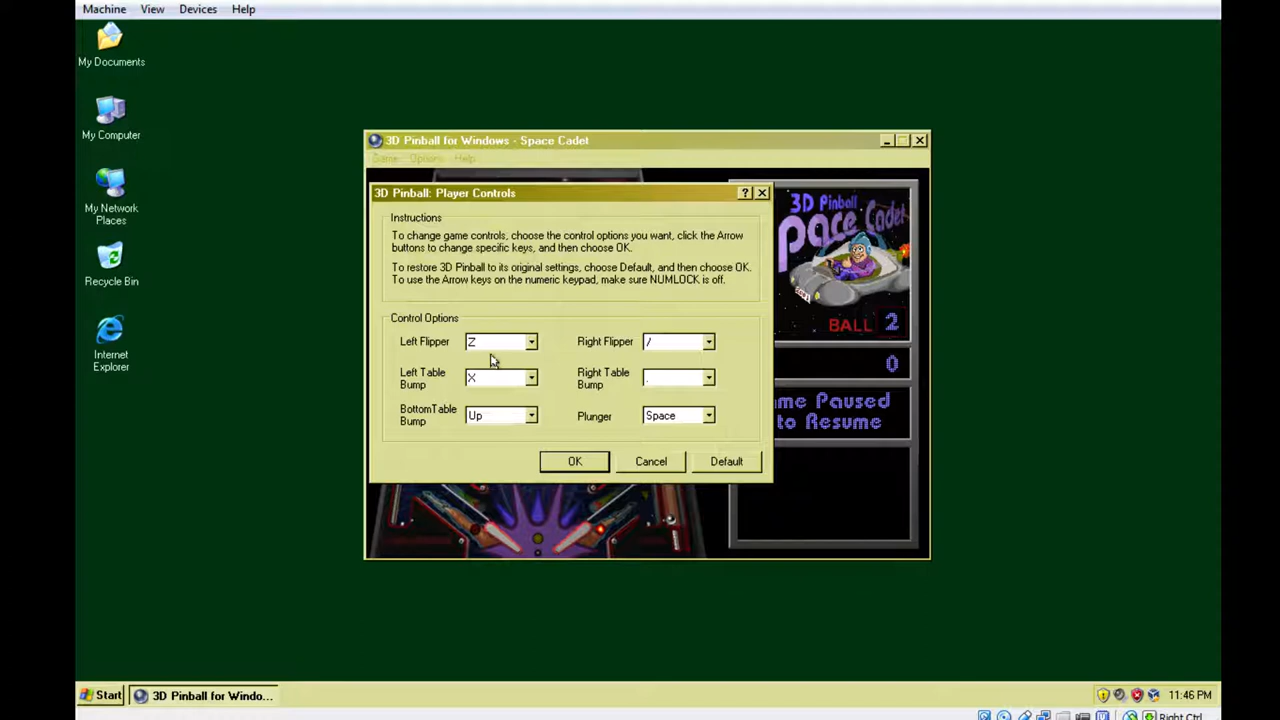 Machine View Devices Help
My Documents
My Computer
My Network
Places
Recycle Bin
Internet
Explorer
3D Pinball for Windows - Space Cadet
Game Options Help
3D Pinball: Player Controls
Instructions
To change game controls, choose the control options you want, click the Arrow
buttons to change specific keys, and then choose OK.
To restore 3D Pinball to its original settings, choose Default, and then choose OK.
To use the Arrow keys on the numeric keypad, make sure NUMLOCK is off.
Control Options
Left Flipper Z Right Flipper /
Left Table
Bump X Right Table
Bump .
BottomTable
Bump Up Plunger Space
OK Cancel Default
3D Pinball
pace Cadet
BALL 2
0
me Paused
to Resume
Start 3D Pinball for Windo... 11:46 PM
Right Ctrl